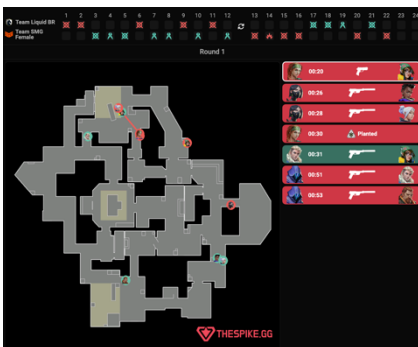 1 2 3 4 5 6 7 8 9 10 11 12 13 14 15 16 17 18 19 20 21 22 23 24
Team Liquid BR
Team SMG
Female
Round 1
00:20
00:26
00:28
00:30 Planted
00:31
00:51
00:53
THESPIKE.GG